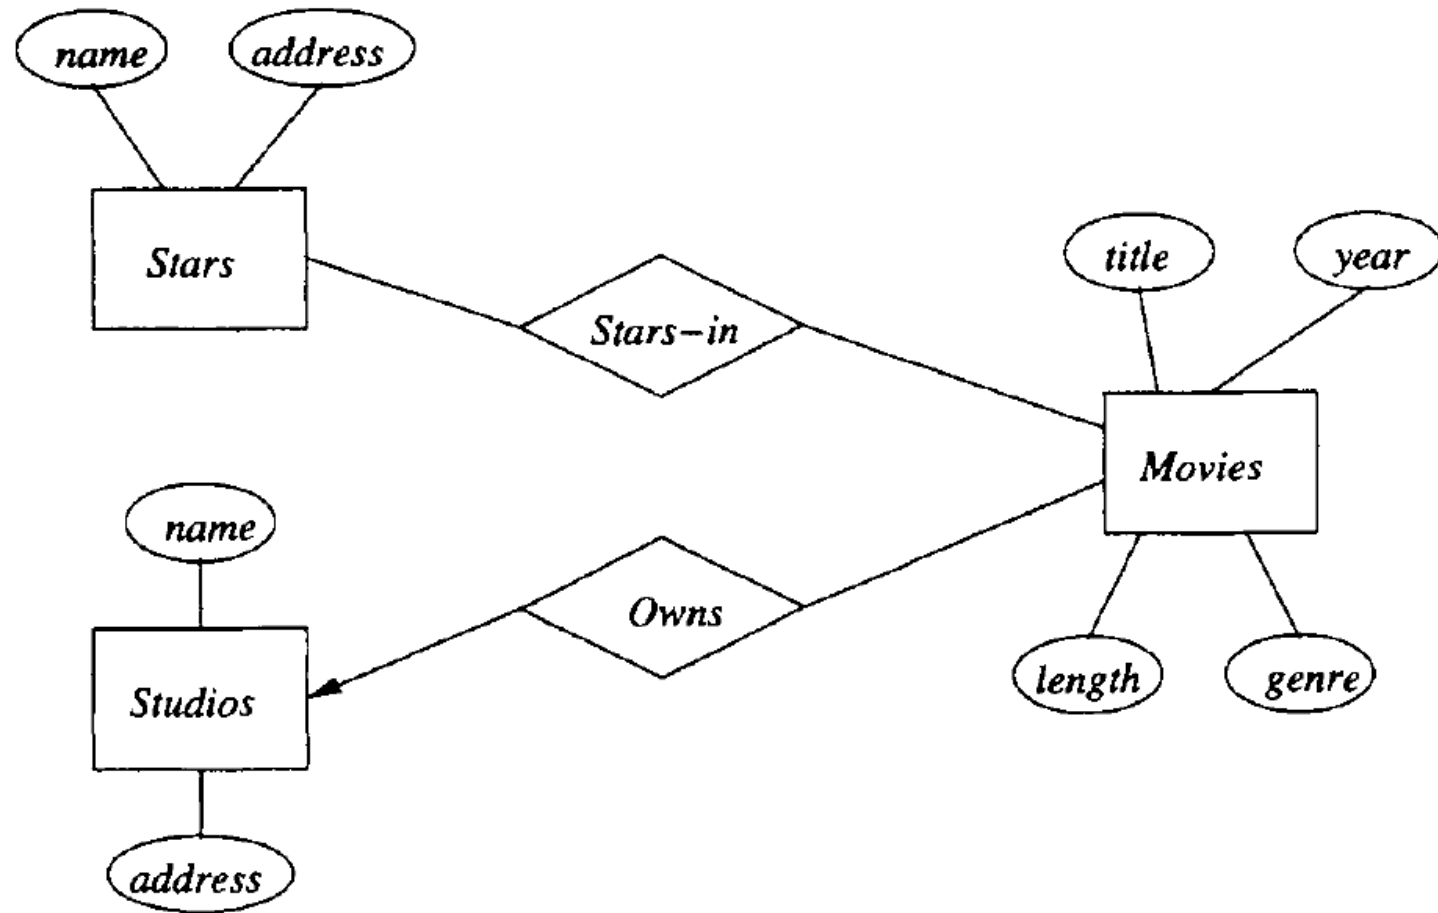 name
address
Stars
title
year
Stars-in
Movies
name
Owns
Studios
length
genre
address